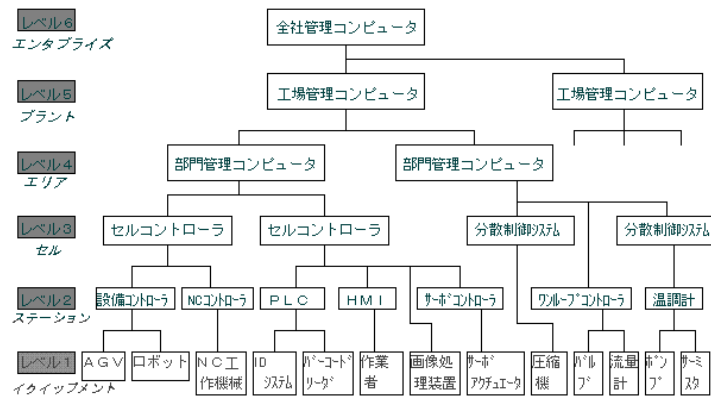 レベル6
全社管理コンピュータ
エンタプライズ
レベル5
工場管理コンピュータ
工場管理コンピュータ
プラント
レベル4
部門管理コンピュータ
部門管理コンピュータ
エリア
レベル3
セルコントローラ
セルコントローラ
分散制御ｼｽﾃﾑ
分散制御ｼｽﾃﾑ
セル
レベル2
設備ｺﾝﾄﾛｰﾗ
NCｺﾝﾄﾛｰﾗ
ＰＬＣ
ＨＭＩ
ｻｰﾎﾞｺﾝﾄﾛｰﾗ
ﾜﾝﾙｰﾌﾟｺﾝﾄﾛｰﾗ
温調計
ステーション
レベル1
ＡＧＶ
ロボット
ＮＣ工
作機械
ID
ｼｽﾃﾑ
ﾊﾞｰｺｰﾄﾞ
ﾘｰﾀﾞ
作業
者
画像処
理装置
ｻｰﾎﾞ
ｱｸﾁｭｴｰﾀ
圧縮
機
ﾊﾞﾙ
ﾌﾞ
流量
計
ﾎﾟﾝ
ﾌﾟ
ｻｰﾐ
ｽﾀ
イクイップメント